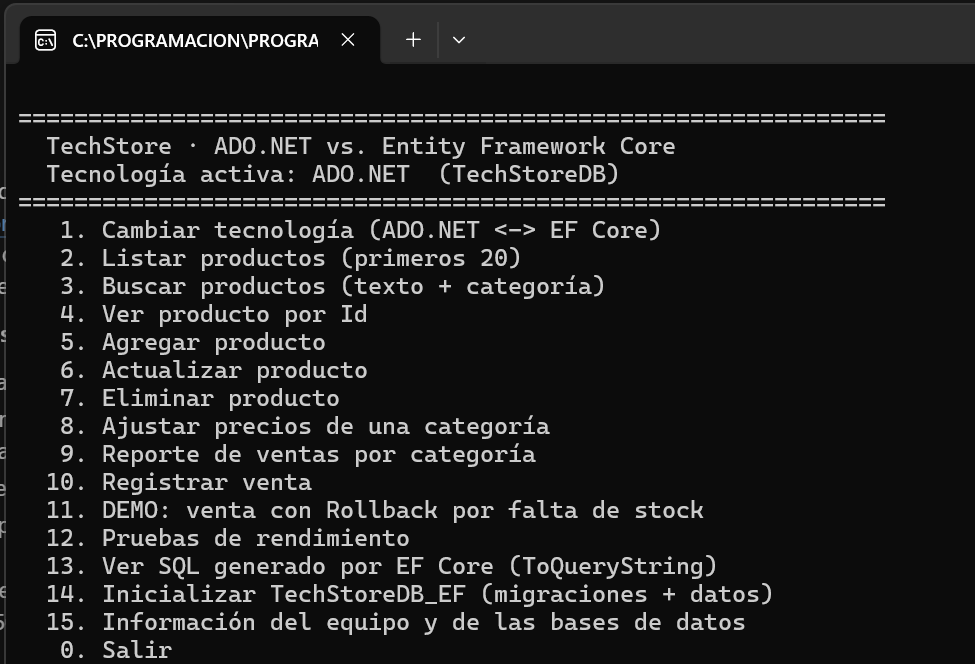 C:\PROGRAMACION\PROGRA
==============================================================
TechStore · ADO.NET vs. Entity Framework Core
Tecnología activa: ADO.NET  (TechStoreDB)
==============================================================
1. Cambiar tecnología (ADO.NET <-> EF Core)
2. Listar productos (primeros 20)
3. Buscar productos (texto + categoría)
4. Ver producto por Id
5. Agregar producto
6. Actualizar producto
7. Eliminar producto
8. Ajustar precios de una categoría
9. Reporte de ventas por categoría
10. Registrar venta
11. DEMO: venta con Rollback por falta de stock
12. Pruebas de rendimiento
13. Ver SQL generado por EF Core (ToQueryString)
14. Inicializar TechStoreDB_EF (migraciones + datos)
15. Información del equipo y de las bases de datos
0. Salir